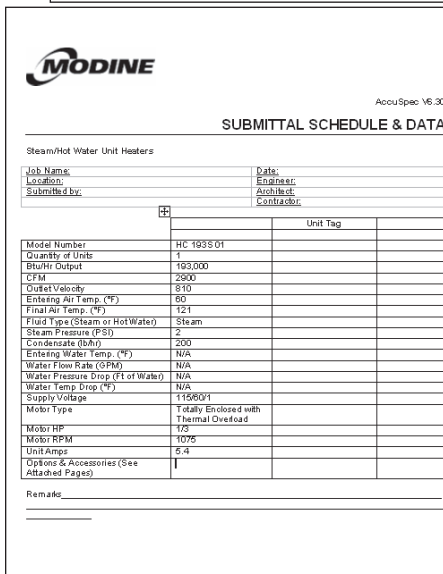 MODINE
AccuSpec V6.30
SUBMITTAL SCHEDULE & DATA
Steam/Hot Water Unit Heaters
Job Name: Date:
Location: Engineer:
Submitted by: Architect:
Contractor:
Unit Tag
Model Number HC 193S01
Quantity of Units 1
Btu/Hr Output 193,000
CFM 2900
Outlet Velocity 810
Entering Air Temp. (°F) 60
Final Air Temp. (°F) 121
Fluid Type (Steam or Hot Water) Steam
Steam Pressure (PSI) 2
Condensate (lb/hr) 200
Entering Water Temp. (°F) N/A
Water Flow Rate (GPM) N/A
Water Pressure Drop (Ft of Water) N/A
Water Temp Drop (°F) N/A
Supply Voltage 115/60/1
Motor Type Totally Enclosed with
Thermal Overload
Motor HP 1/3
Motor RPM 1075
Unit Amps 5.4
Options & Accessories (See
Attached Pages)
Remarks